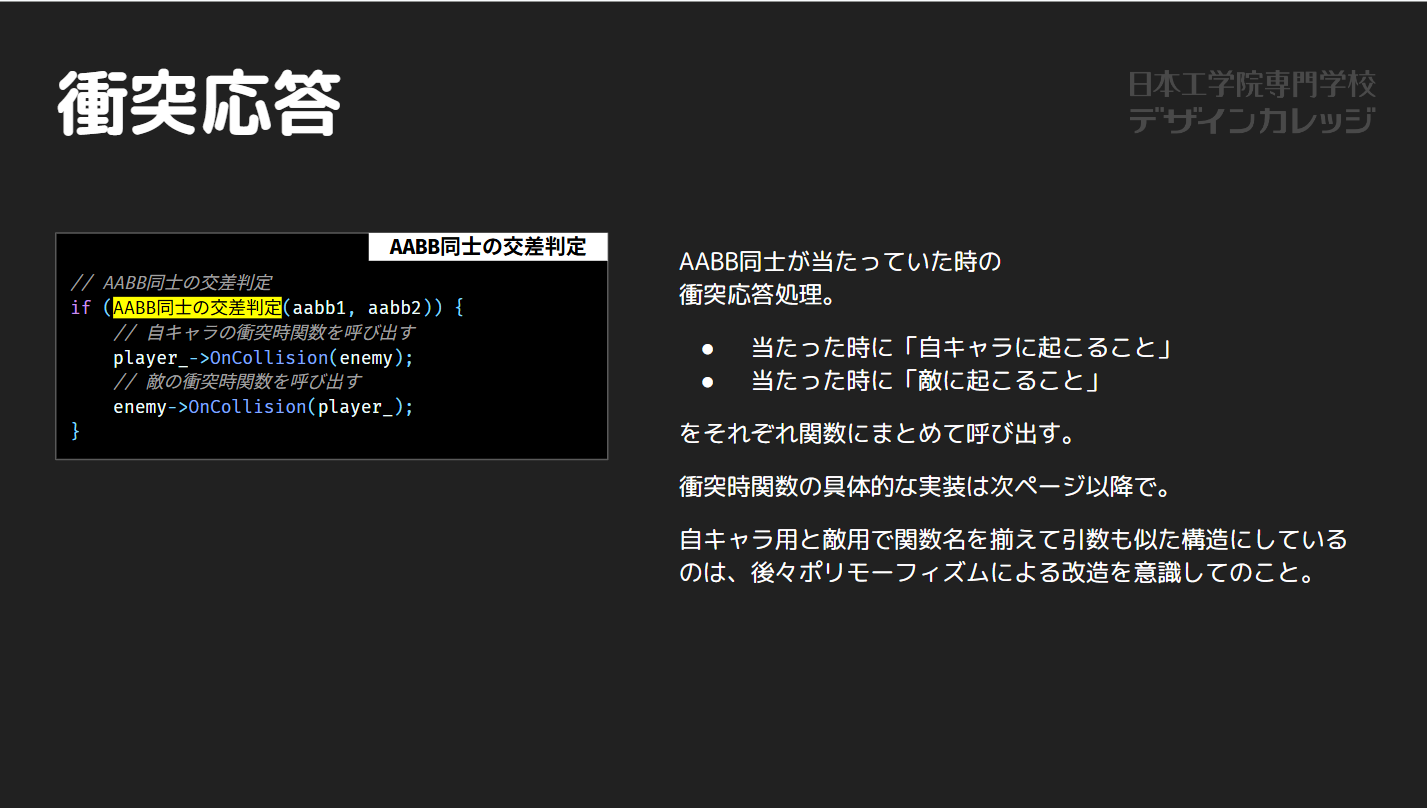 衝突応答
日本工学院専門学校
デザインカレッジ
AABB同士の交差判定
// AABB同士の交差判定
if (AABB同士の交差判定(aabb1, aabb2)) {
// 自キャラの衝突時関数を呼び出す
player_->OnCollision(enemy);
// 敵の衝突時関数を呼び出す
enemy->OnCollision(player_);
}
AABB同士が当たっていた時の
衝突応答処理。
● 当たった時に「自キャラに起こること」
● 当たった時に「敵に起こること」
をそれぞれ関数にまとめて呼び出す。
衝突時関数の具体的な実装は次ページ以降で。
自キャラ用と敵用で関数名を揃えて引数も似た構造にしている
のは、後々ポリモーフィズムによる改造を意識してのこと。